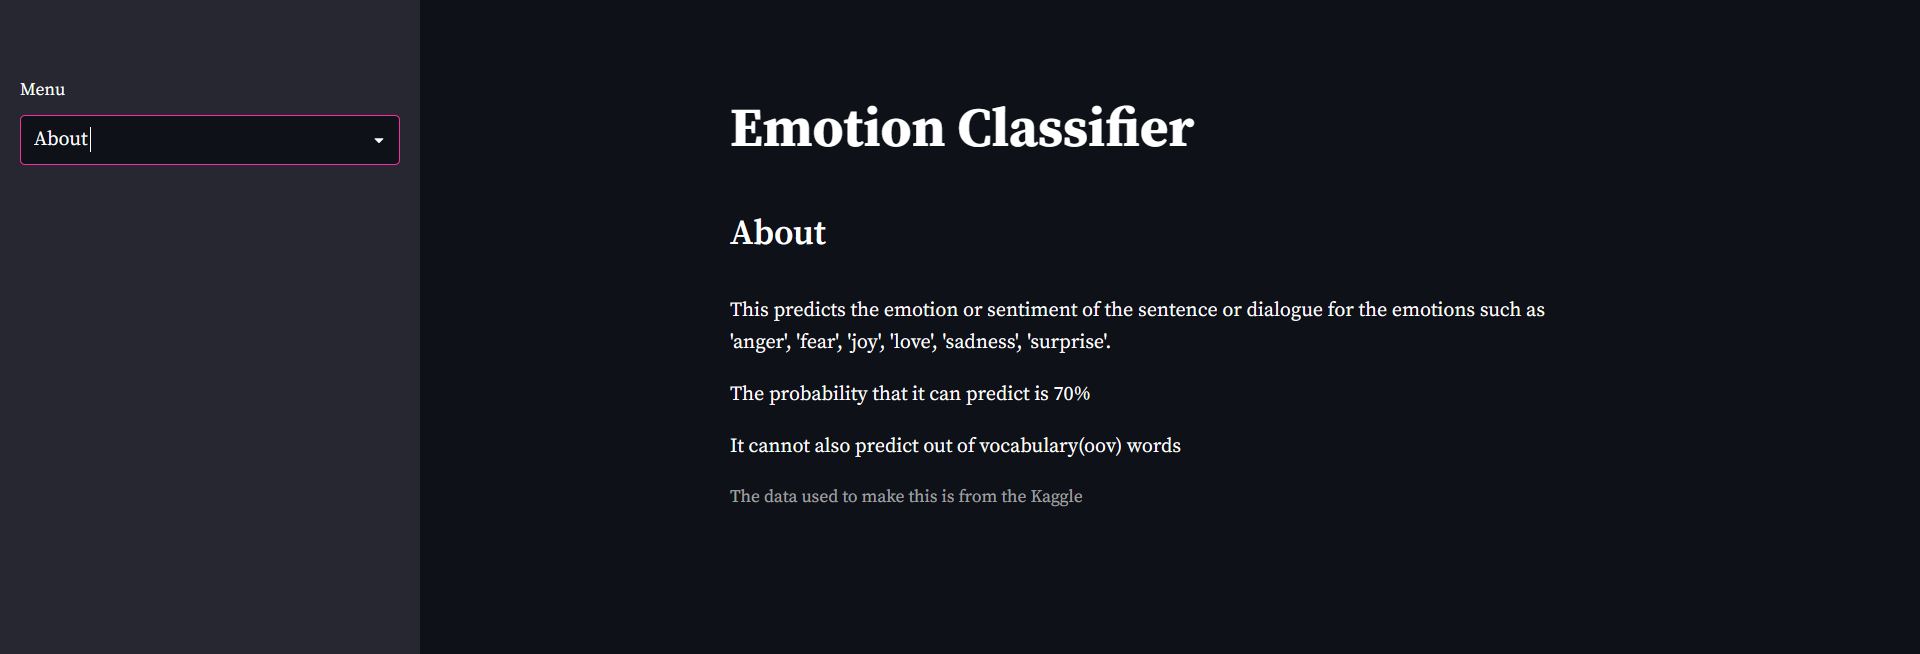 Menu
About
Emotion Classifier
About
This predicts the emotion or sentiment of the sentence or dialogue for the emotions such as
'anger', 'fear', 'joy', 'love', 'sadness', 'surprise'.
The probability that it can predict is 70%
It cannot also predict out of vocabulary(oov) words
The data used to make this is from the Kaggle